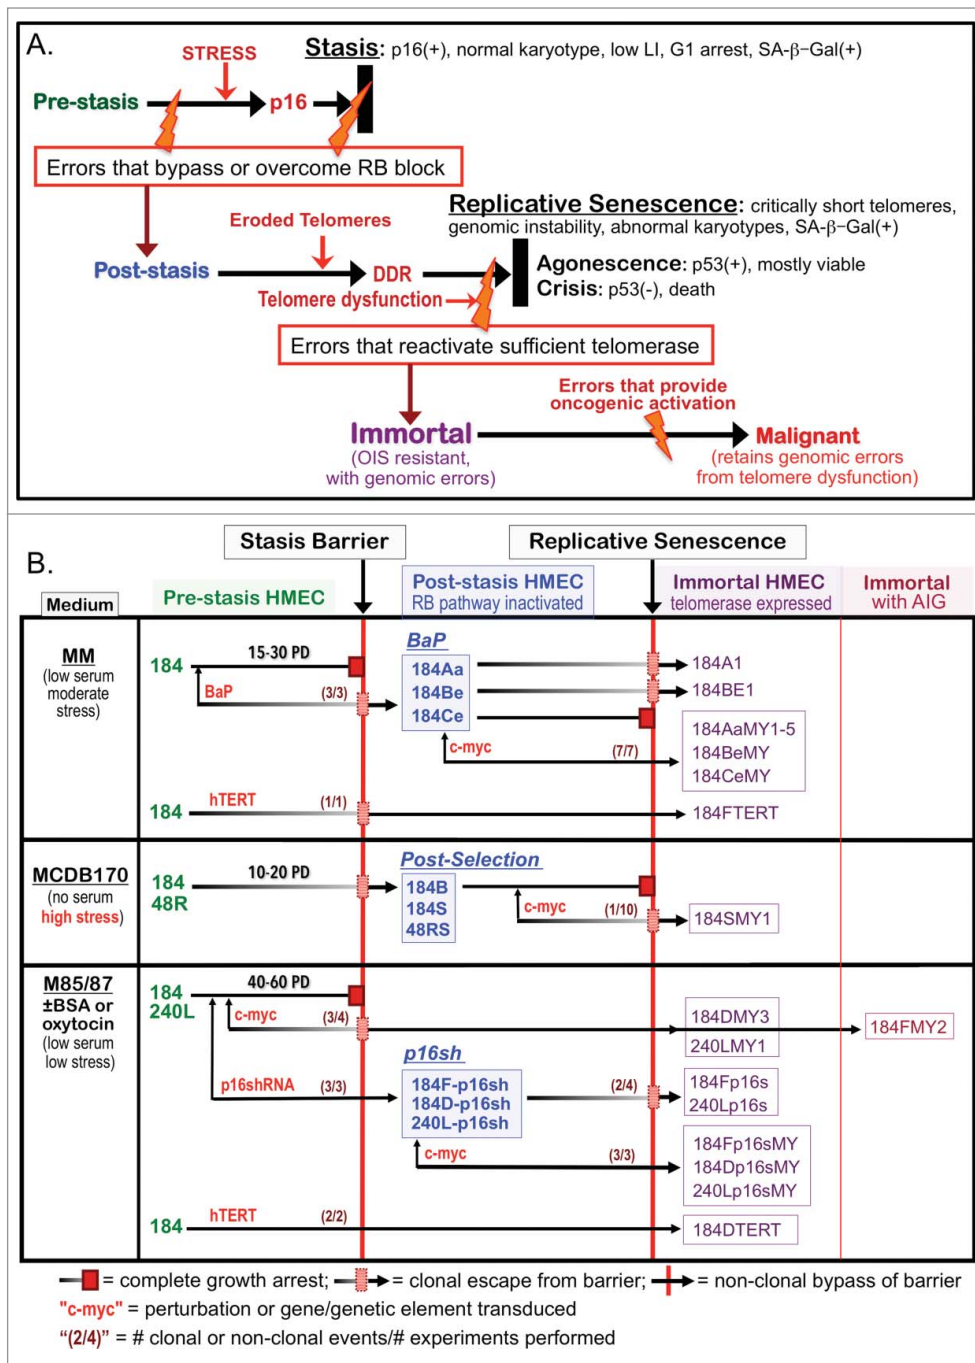 A.
Stasis: p16(+), normal karyotype, low LI, G1 arrest, SA-β-Gal(+)
STRESS
Pre-stasis
p16
Errors that bypass or overcome RB block
Replicative Senescence: critically short telomeres,
genomic instability, abnormal karyotypes, SA-β-Gal(+)
Eroded Telomeres
Post-stasis
DDR
Agonescence: p53(+), mostly viable
Crisis: p53(-), death
Telomere dysfunction
Errors that reactivate sufficient telomerase
Errors that provide
oncogenic activation
Immortal
(OIS resistant,
with genomic errors)
Malignant
(retains genomic errors
from telomere dysfunction)
B.
Stasis Barrier
Replicative Senescence
Medium
Pre-stasis HMEC
Post-stasis HMEC
RB pathway inactivated
Immortal HMEC
telomerase expressed
Immortal
with AIG
MM
(low serum
moderate
stress)
184
15-30 PD
BaP
(3/3)
BaP
184Aa
184Be
184Ce
184A1
184BE1
c-myc
(7/7)
184AaMY1-5
184BeMY
184CeMY
184
hTERT
(1/1)
184FTERT
MCDB170
(no serum
high stress)
184
48R
10-20 PD
Post-Selection
184B
184S
48RS
c-myc
(1/10)
184SMY1
M85/87
±BSA or
oxytocin
(low serum
low stress)
184
240L
40-60 PD
c-myc
(3/4)
184DMY3
240LMY1
184FMY2
p16shRNA
(3/3)
p16sh
184F-p16sh
184D-p16sh
240L-p16sh
(2/4)
184Fp16s
240Lp16s
c-myc
(3/3)
184Fp16sMY
184Dp16sMY
240Lp16sMY
184
hTERT
(2/2)
184DTERT
= complete growth arrest; = clonal escape from barrier; = non-clonal bypass of barrier
"c-myc" = perturbation or gene/genetic element transduced
“(2/4)” = # clonal or non-clonal events/# experiments performed